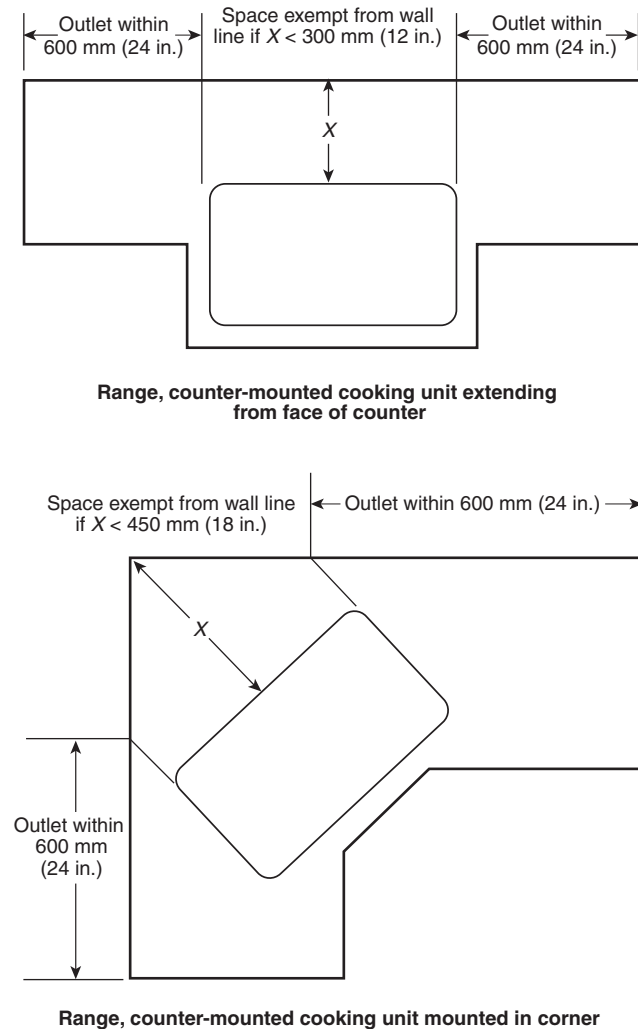 Outlet within
600 mm (24 in.)
Space exempt from wall
line if X < 300 mm (12 in.)
Outlet within
600 mm (24 in.)
X
Range, counter-mounted cooking unit extending
from face of counter
Space exempt from wall line
if X < 450 mm (18 in.)
Outlet within 600 mm (24 in.)
X
Outlet within
600 mm
(24 in.)
Range, counter-mounted cooking unit mounted in corner